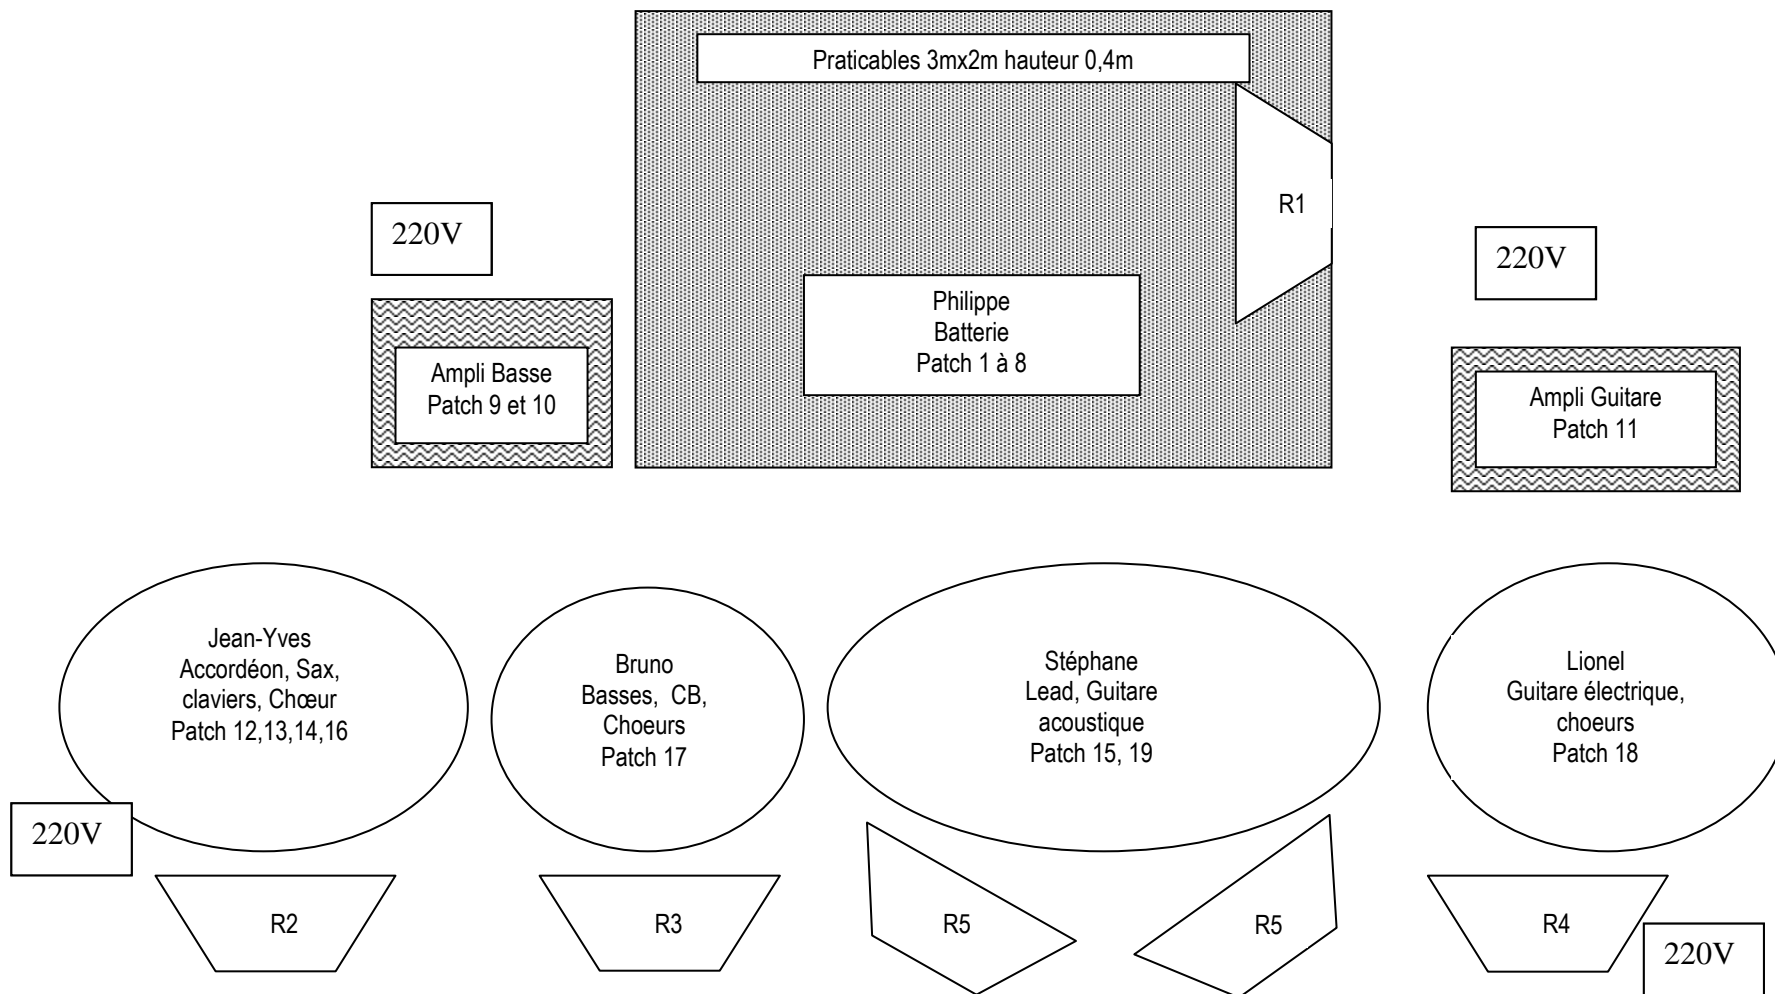 Praticables 3mx2m hauteur 0,4m
R1
220V
220V
Philippe
Batterie
Patch 1 à 8
Ampli Basse
Patch 9 et 10
Ampli Guitare
Patch 11
Jean-Yves
Accordéon, Sax,
claviers, Chœur
Patch 12,13,14,16
Bruno
Basses, CB,
Choeurs
Patch 17
Stéphane
Lead, Guitare
acoustique
Patch 15, 19
Lionel
Guitare électrique,
choeurs
Patch 18
220V
R2
R3
R5
R5
R4
220V